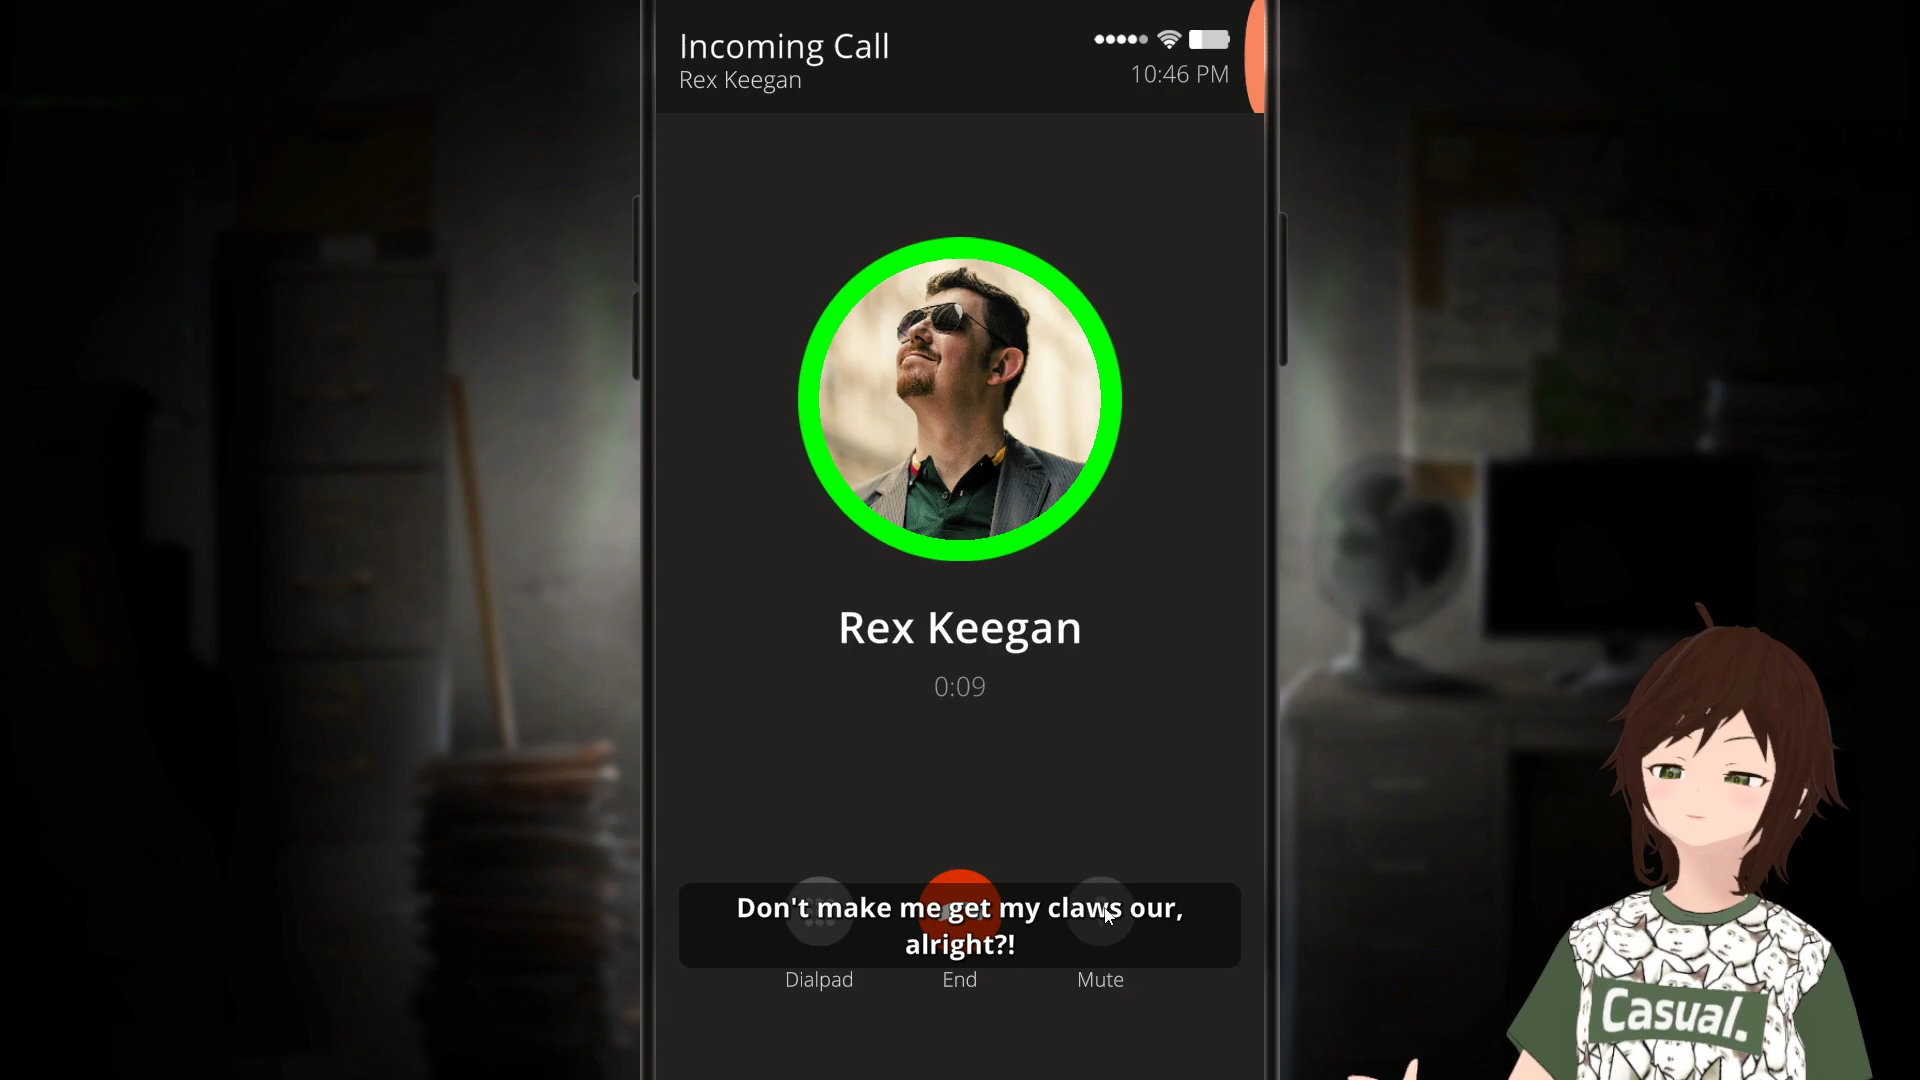 Incoming Call
Rex Keegan
10:46 PM
Rex Keegan
0:09
Don't make me get my claws our,
alright?!
Dialpad
End
Mute
Casual.